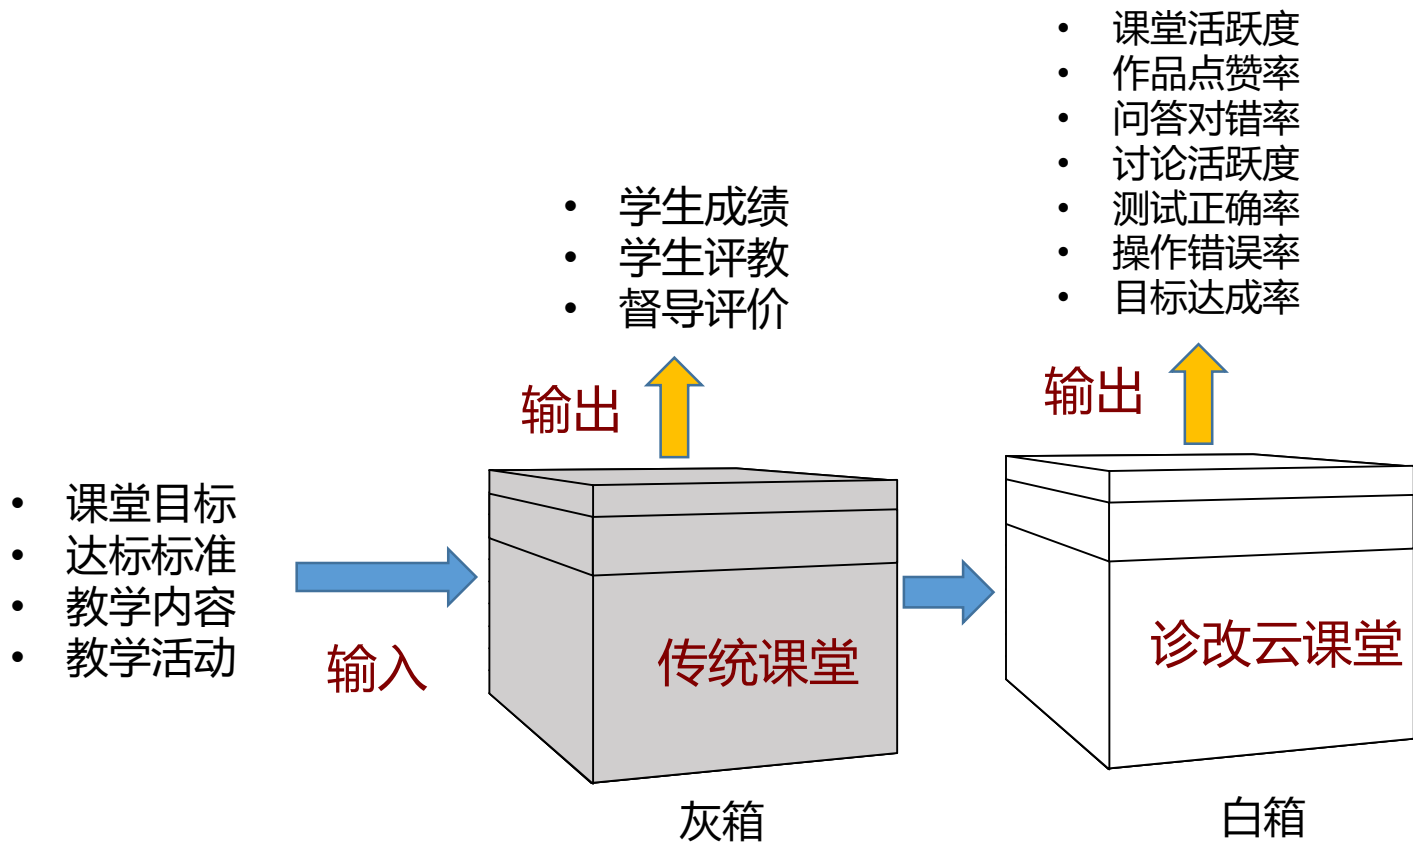 • 课堂目标
• 达标标准
• 教学内容
• 教学活动
输入
• 学生成绩
• 学生评教
• 督导评价
输出
传统课堂
灰箱
• 课堂活跃度
• 作品点赞率
• 问答对错率
• 讨论活跃度
• 测试正确率
• 操作错误率
• 目标达成率
输出
诊改云课堂
白箱